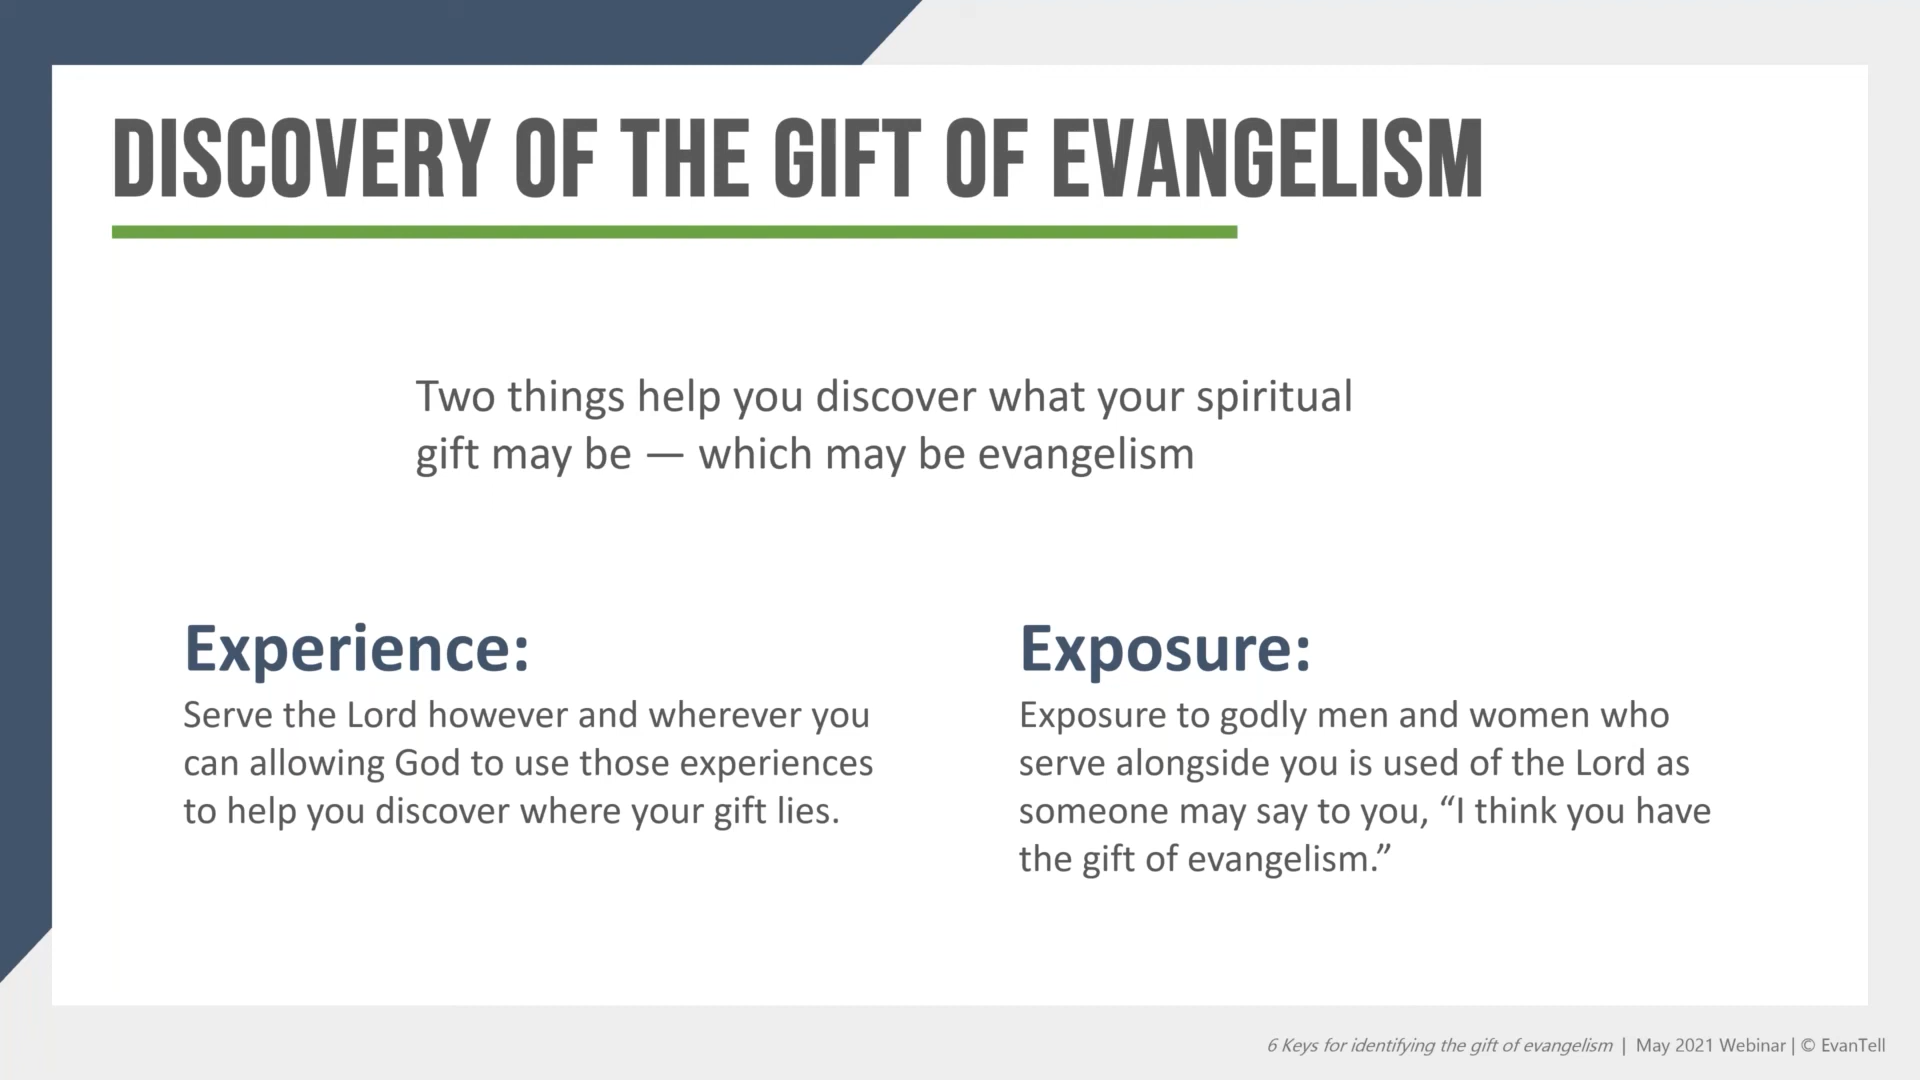 DISCOVERY OF THE GIFT OF EVANGELISM
Two things help you discover what your spiritual
gift may be — which may be evangelism
Experience:
Serve the Lord however and wherever you
can allowing God to use those experiences
to help you discover where your gift lies.
Exposure:
Exposure to godly men and women who
serve alongside you is used of the Lord as
someone may say to you, “I think you have
the gift of evangelism.”
6 Keys for identifying the gift of evangelism | May 2021 Webinar | © EvanTell